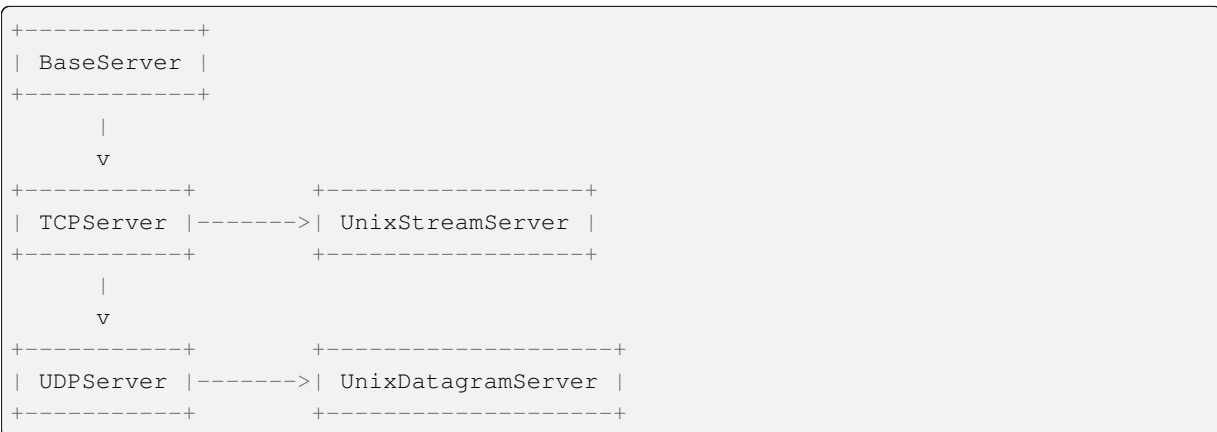 +------------+
| BaseServer |
+------------+
      |
      v
+-----------+        +------------------+
| TCPServer |------->| UnixStreamServer |
+-----------+        +------------------+
      |
      v
+-----------+        +--------------------+
| UDPServer |------->| UnixDatagramServer |
+-----------+        +--------------------+